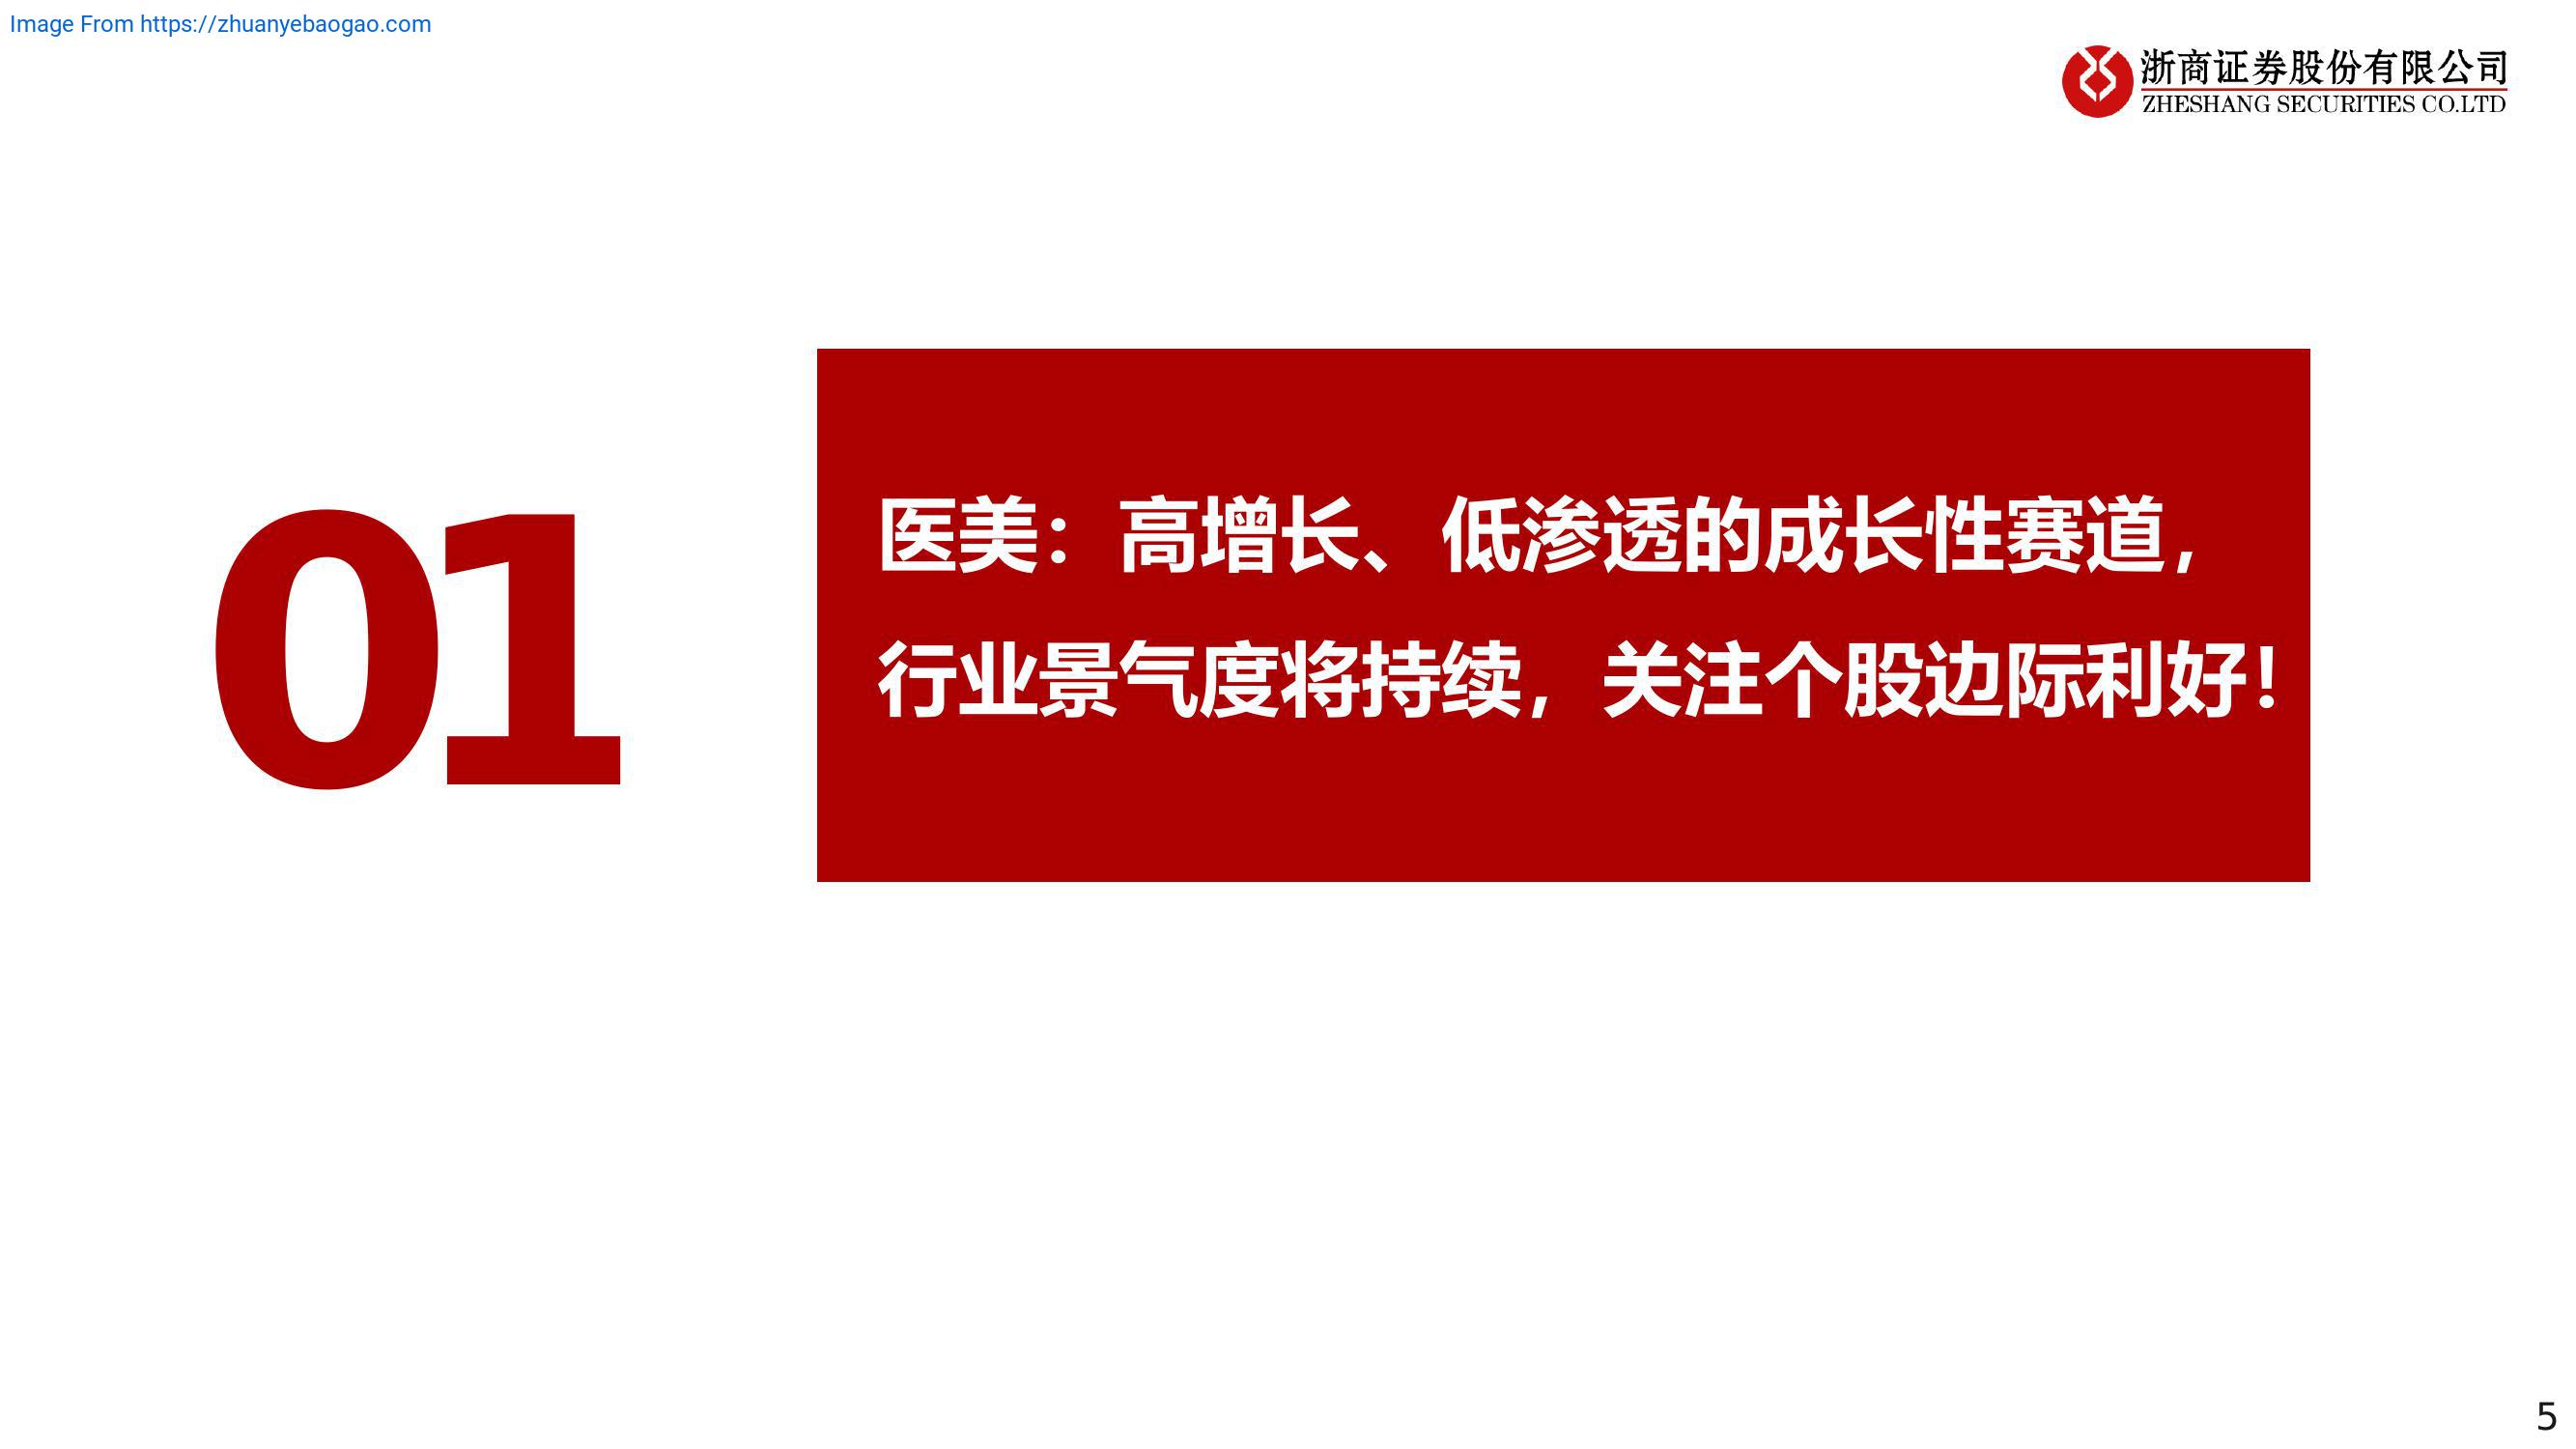 Image From https://zhuanyebaogao.com
浙商证券股份有限公司
ZHESHANG SECURITIES CO.LTD
01
医美：高增长、低渗透的成长性赛道，
行业景气度将持续，关注个股边际利好！
5